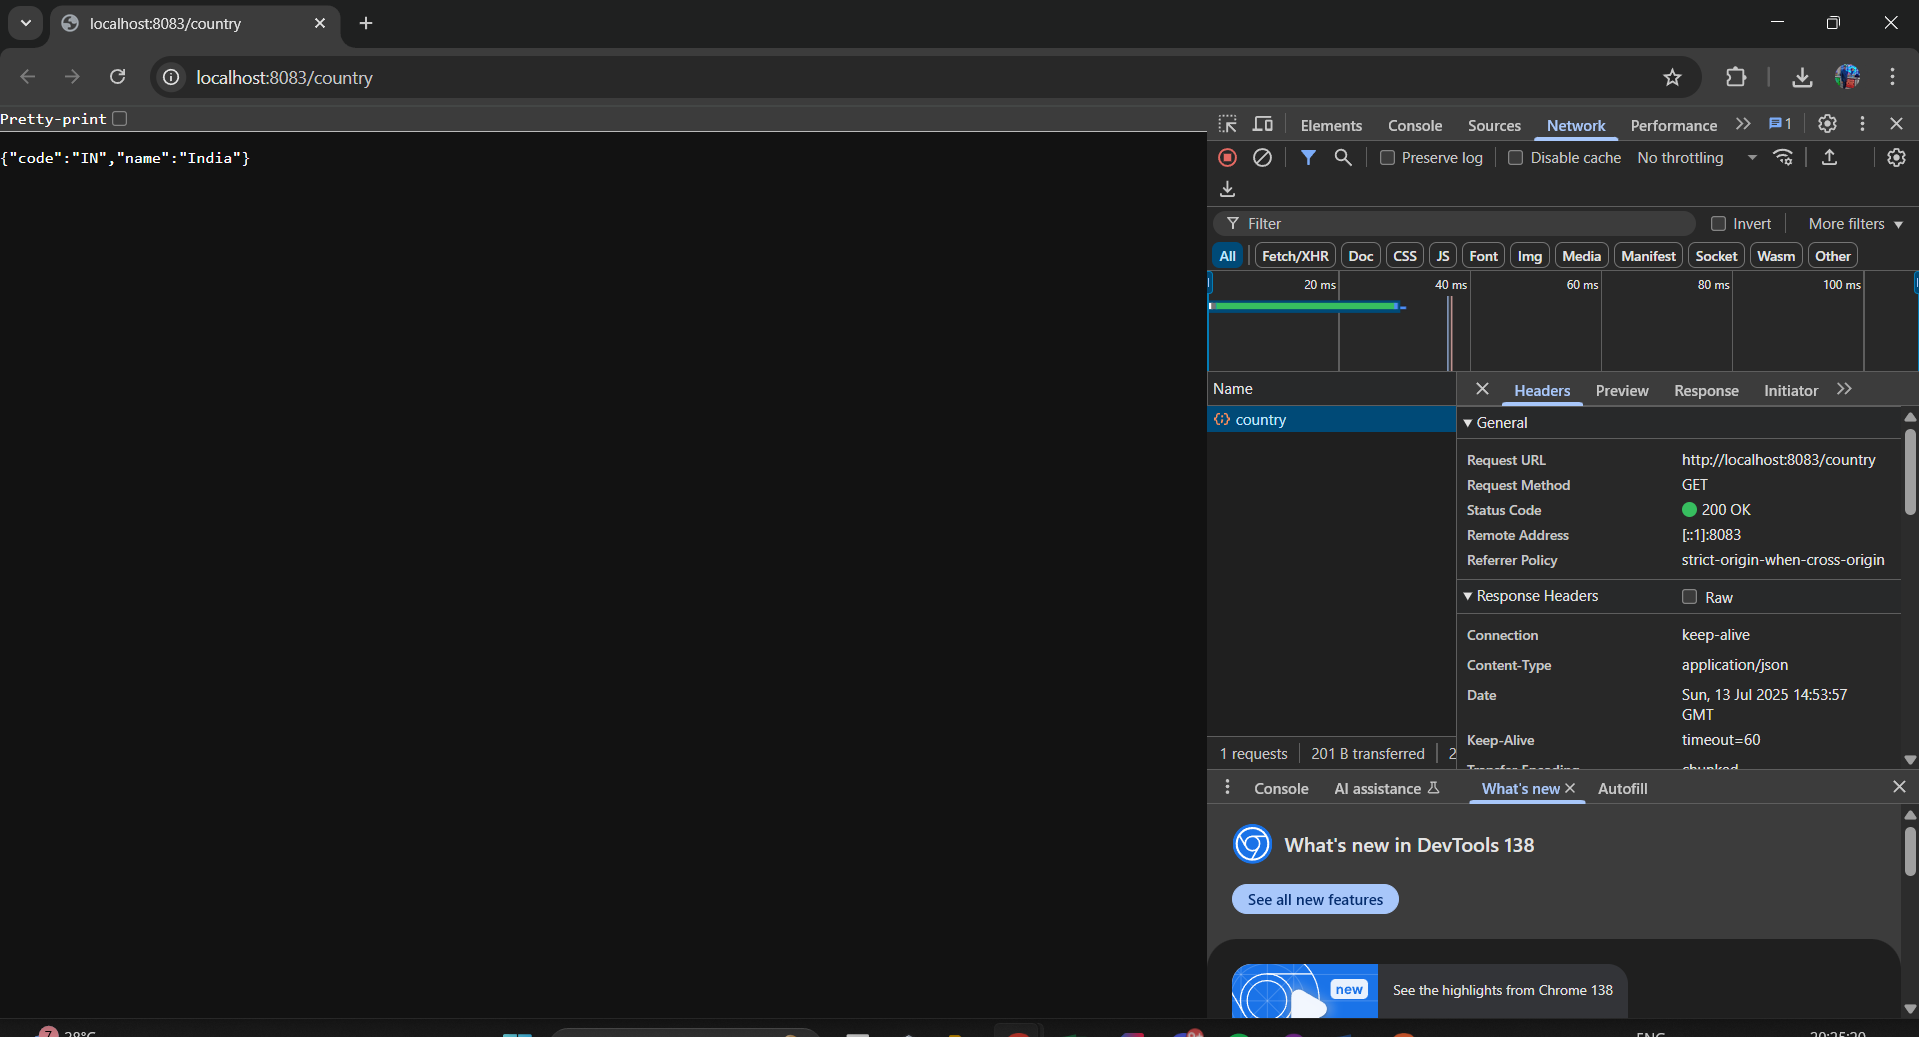 localhost:8083/country
localhost:8083/country
Pretty-print
{"code":"IN","name":"India"}
Elements Console Sources Network Performance 1
Preserve log Disable cache No throttling
Filter Invert More filters
All Fetch/XHR Doc CSS JS Font Img Media Manifest Socket Wasm Other
20 ms 40 ms 60 ms 80 ms 100 ms
Name
country
Headers Preview Response Initiator
General
Request URL http://localhost:8083/country
Request Method GET
Status Code 200 OK
Remote Address [::1]:8083
Referrer Policy strict-origin-when-cross-origin
Response Headers Raw
Connection keep-alive
Content-Type application/json
Date Sun, 13 Jul 2025 14:53:57
GMT
Keep-Alive timeout=60
Transfer-Encoding chunked
1 requests 201 B transferred 2
Console AI assistance What's new Autofill
What's new in DevTools 138
See all new features
new See the highlights from Chrome 138
7 28°C
ENG 20:25:20